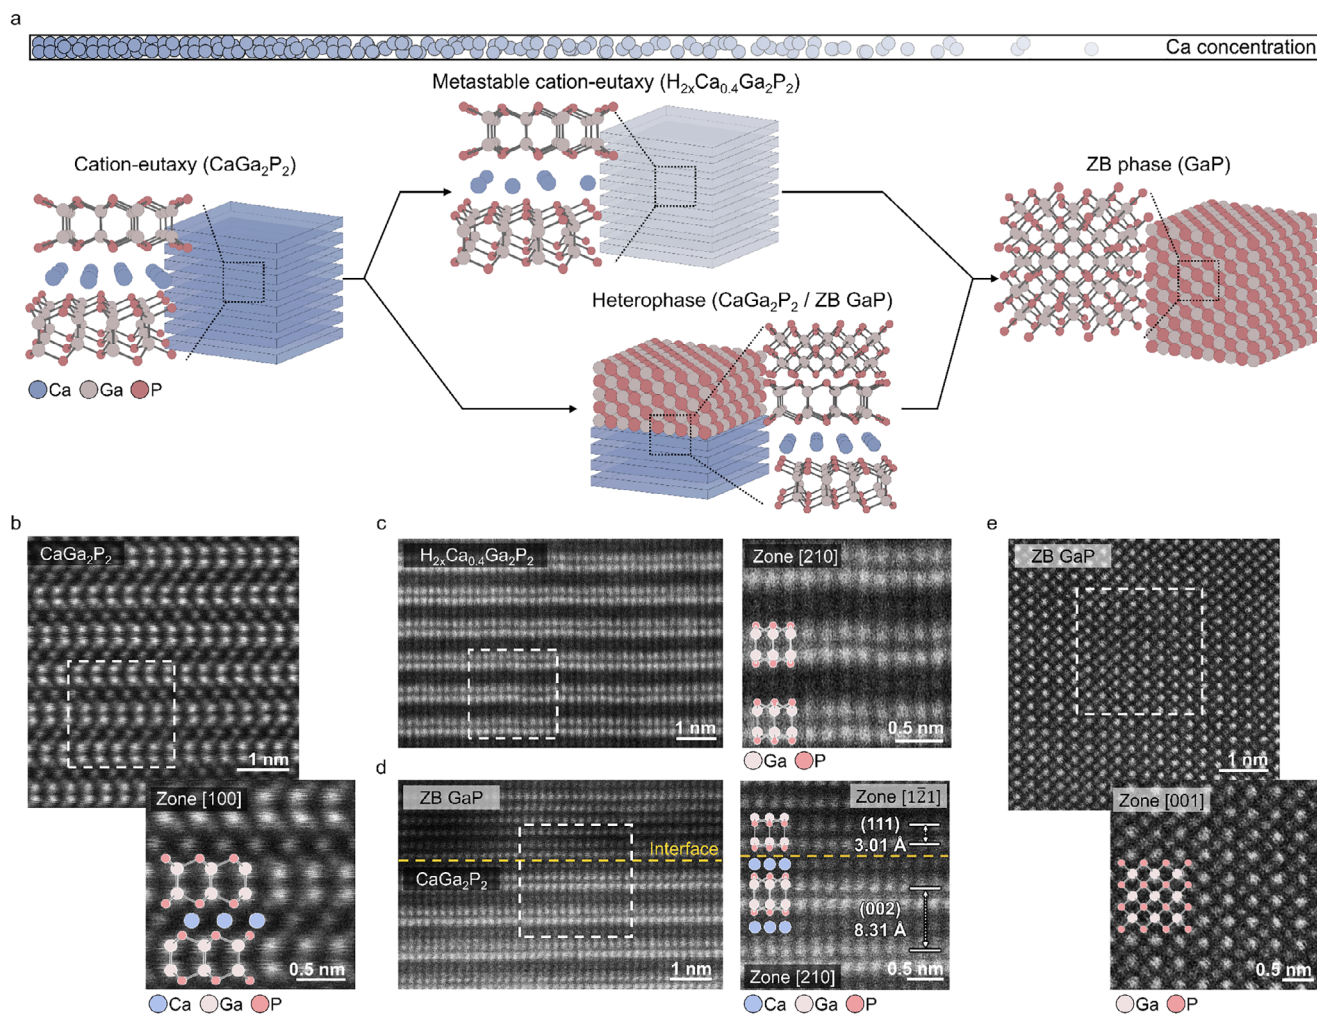 a
Ca concentration
Metastable cation-eutaxy (H₂ₓCa₀.₄Ga₂P₂)
Cation-eutaxy (CaGa₂P₂)
ZB phase (GaP)
Heterophase (CaGa₂P₂ / ZB GaP)
Ca Ga P
b
CaGa₂P₂
1 nm
Zone [100]
0.5 nm
Ca Ga P
c
H₂ₓCa₀.₄Ga₂P₂
1 nm
Zone [210]
0.5 nm
Ga P
d
ZB GaP
Interface
CaGa₂P₂
1 nm
Zone [12̄1]
(111)
3.01 Å
(002)
8.31 Å
Zone [210]
0.5 nm
Ca Ga P
e
ZB GaP
1 nm
Zone [001]
0.5 nm
Ga P